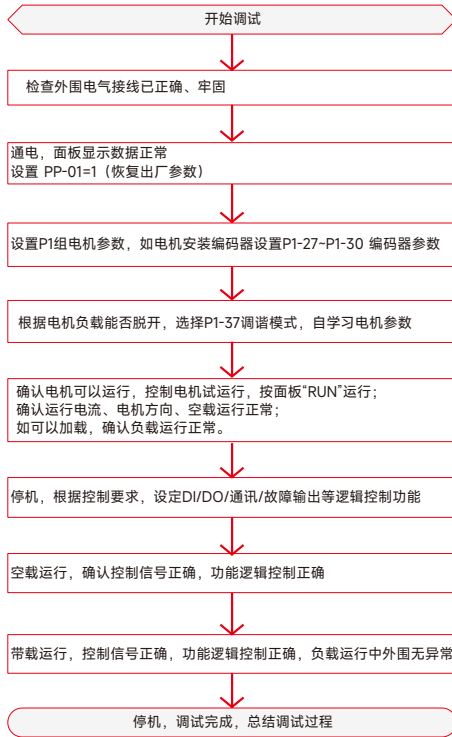 开始调试
检查外围电气接线已正确、牢固
通电，面板显示数据正常
设置 PP-01=1（恢复出厂参数）
设置P1组电机参数，如电机安装编码器设置P1-27~P1-30 编码器参数
根据电机负载能否脱开，选择P1-37调谐模式，自学习电机参数
确认电机可以运行，控制电机试运行，按面板“RUN”运行；
确认运行电流、电机方向、空载运行正常；
如可以加载，确认负载运行正常。
停机，根据控制要求，设定DI/DO/通讯/故障输出等逻辑控制功能
空载运行，确认控制信号正确，功能逻辑控制正确
带载运行，控制信号正确，功能逻辑控制正确，负载运行中外围无异常
停机，调试完成，总结调试过程